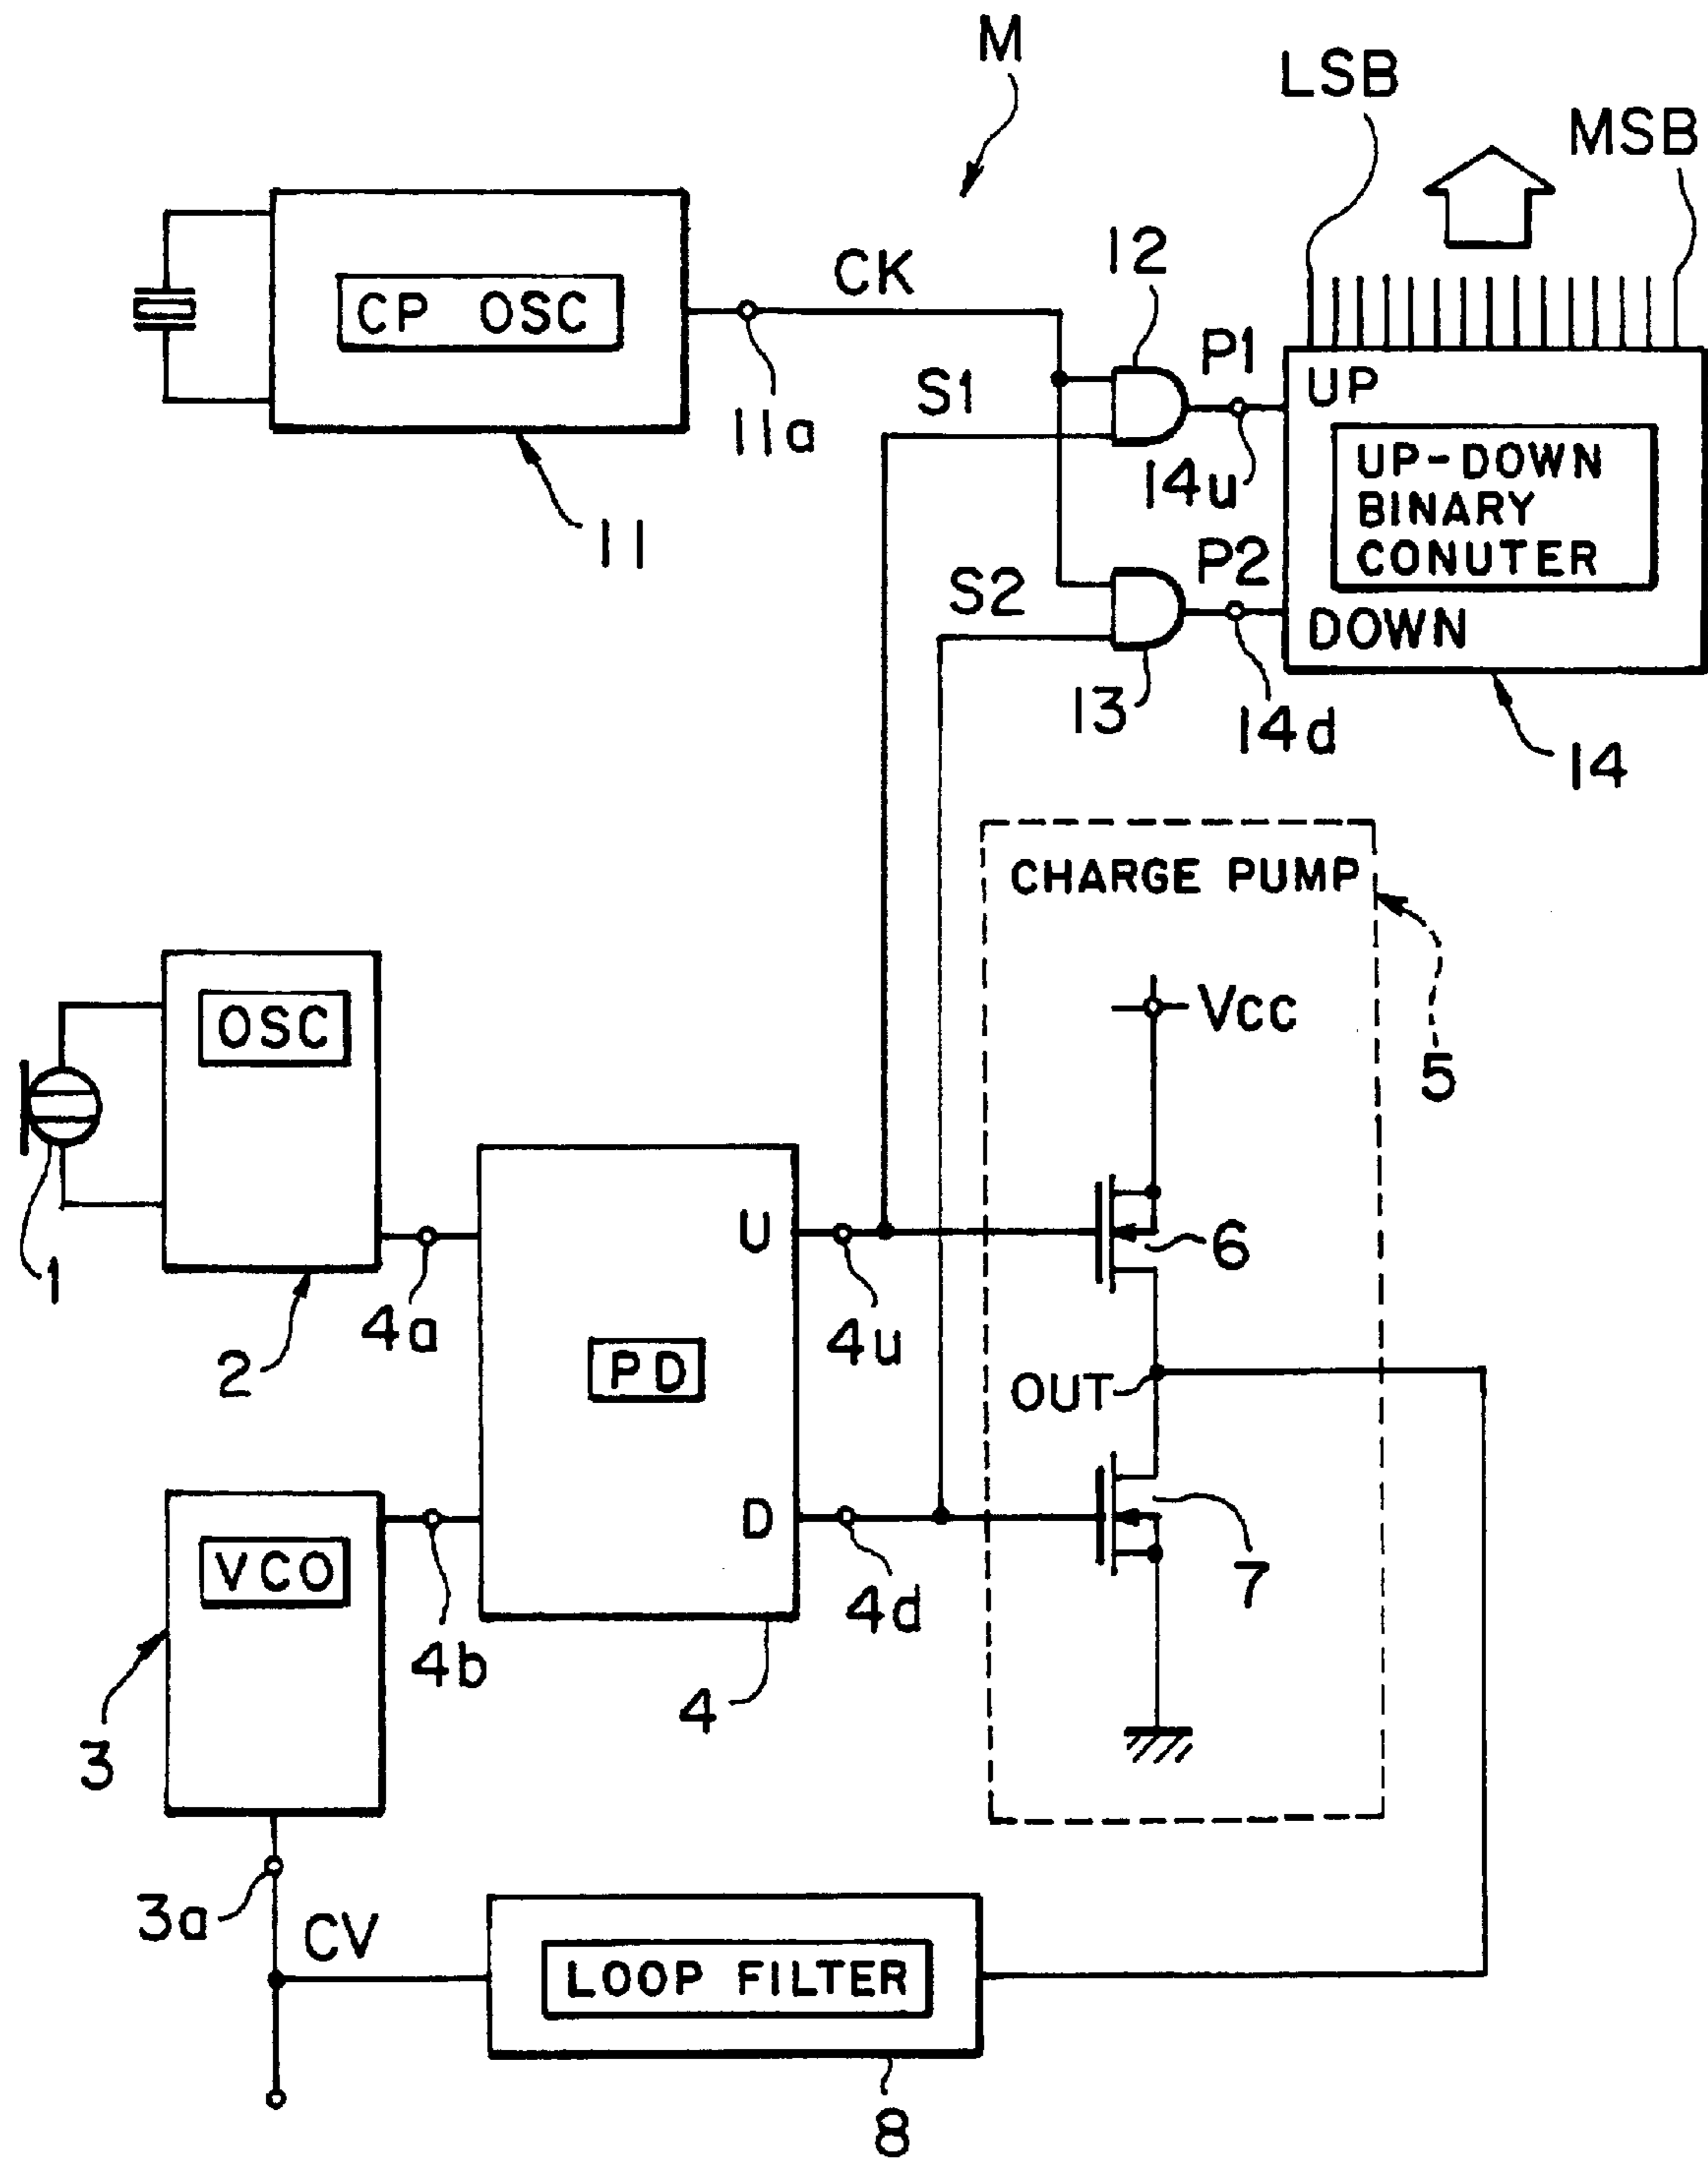 M
LSB
MSB
12
CK
CP OSC
P1
S1
UP
11a
14u
UP-DOWN
BINARY
CONUTER
11
P2
S2
DOWN
13
14d
14
CHARGE PUMP
Vcc
OSC
5
U
6
1
4a
4u
2
PD
OUT
D
VCO
7
4d
4b
4
3
3a
CV
LOOP FILTER
8